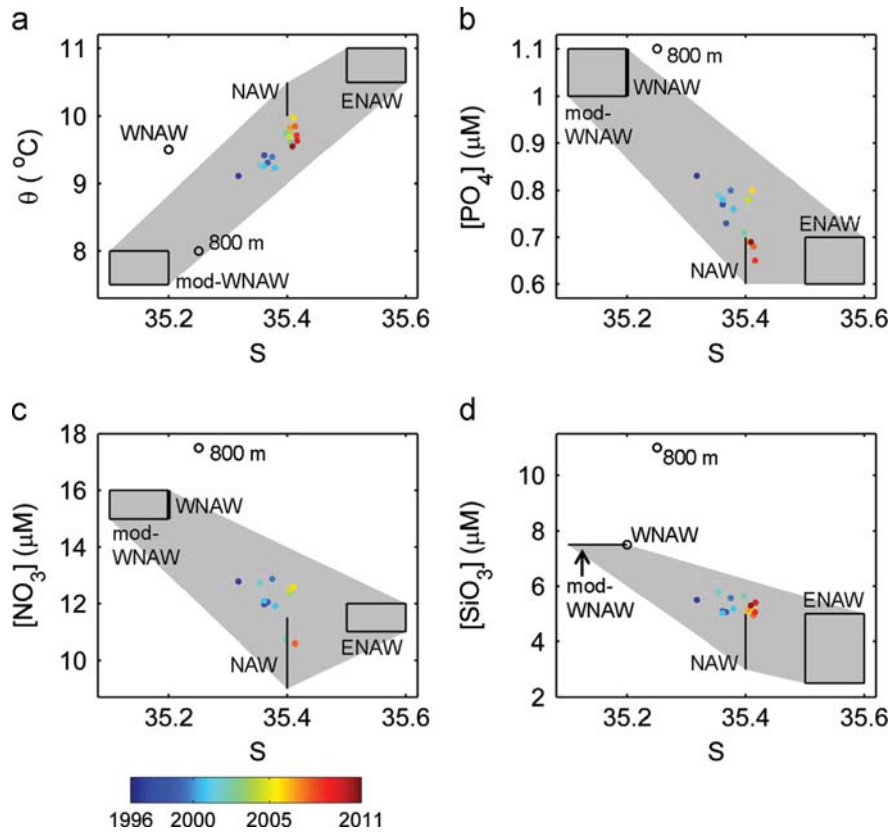 a
11
10
9
8
θ ( °C)
NAW
ENAW
WNAW
800 m
mod-WNAW
35.2
35.4
35.6
S
b
1.1
1
0.9
0.8
0.7
0.6
[PO4] (μM)
800 m
WNAW
mod-
WNAW
ENAW
NAW
35.2
35.4
35.6
S
c
18
16
14
12
10
[NO3] (μM)
800 m
WNAW
mod-
WNAW
NAW
ENAW
35.2
35.4
35.6
S
d
10
8
6
4
2
[SiO3] (μM)
800 m
WNAW
mod-
WNAW
ENAW
NAW
35.2
35.4
35.6
S
1996
2000
2005
2011